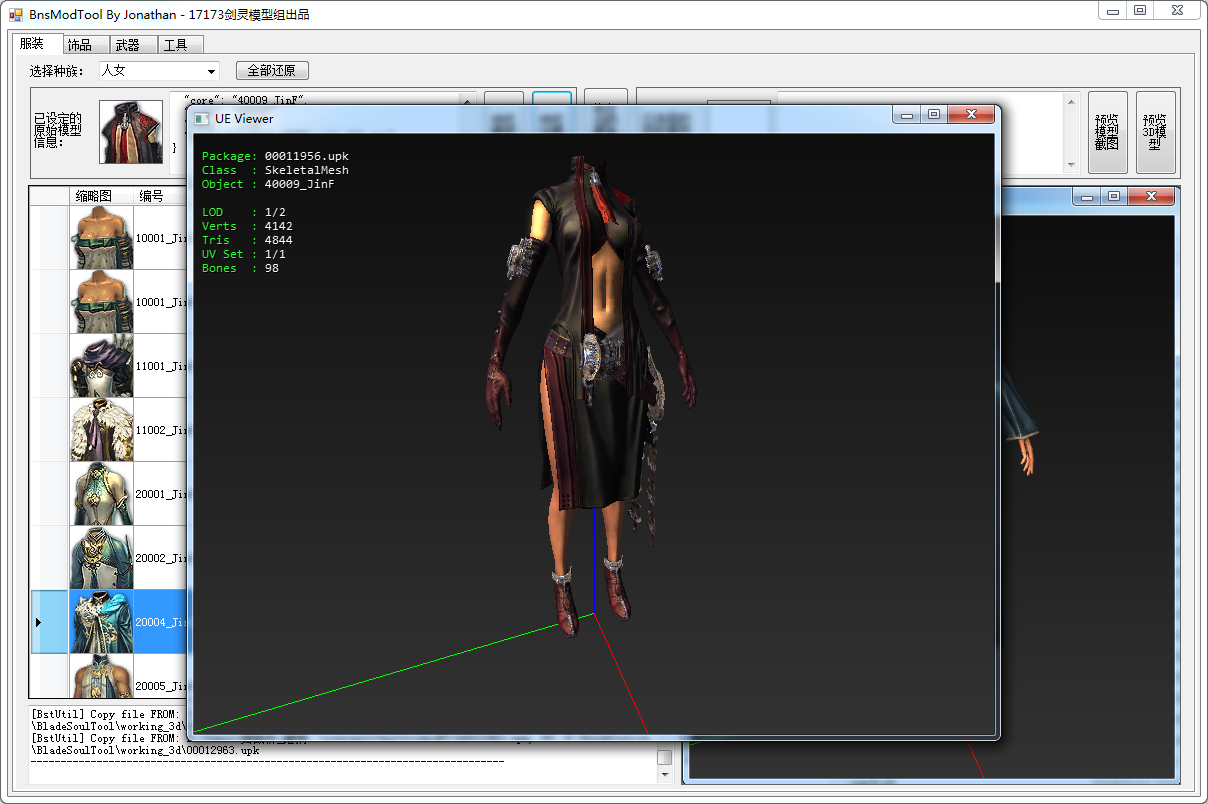 BnsModTool By Jonathan - 17173剑灵模型组出品
服装 饰品 武器 工具
选择种族： 人女 全部还原
已设定的
原始模型
信息：
"core": "40009_JinF",
}
预览
模型
截图
预览
3D模
型
UE Viewer
Package: 00011956.upk
Class : SkeletalMesh
Object : 40009_JinF
LOD : 1/2
Verts : 4142
Tris : 4844
UV Set : 1/1
Bones : 98
缩略图 编号
10001_Jin
10001_Jin
11001_Jin
11002_Jin
20001_Jin
20002_Jin
20004_Jin
20005_Jin
[BstUtil] Copy file FROM:
\BladeSoulTool\working_3d\
[BstUtil] Copy file FROM:
\BladeSoulTool\working_3d\00012963.upk